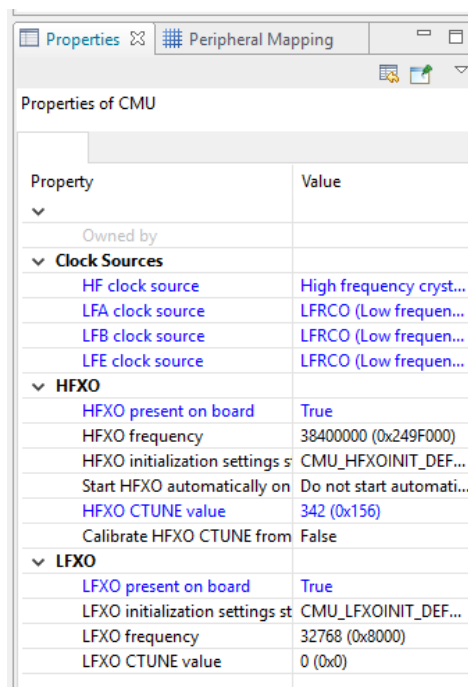 Properties Peripheral Mapping
Properties of CMU
Property Value
Owned by
Clock Sources
HF clock source High frequency cryst...
LFA clock source LFRCO (Low frequen...
LFB clock source LFRCO (Low frequen...
LFE clock source LFRCO (Low frequen...
HFXO
HFXO present on board True
HFXO frequency 38400000 (0x249F000)
HFXO initialization settings s CMU_HFXOINIT_DEF...
Start HFXO automatically on Do not start automati...
HFXO CTUNE value 342 (0x156)
Calibrate HFXO CTUNE from False
LFXO
LFXO present on board True
LFXO initialization settings st CMU_LFXOINIT_DEF...
LFXO frequency 32768 (0x8000)
LFXO CTUNE value 0 (0x0)